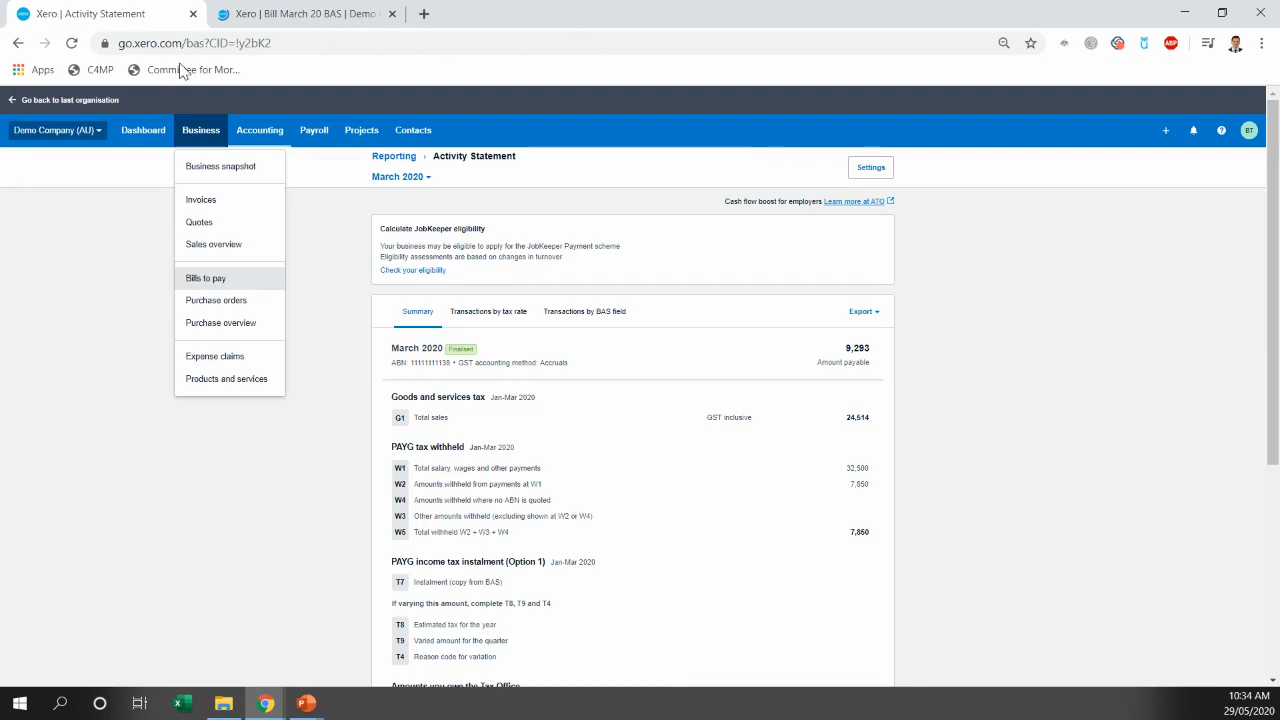 Xero | Activity Statement
Xero | Bill March 20 BAS | Demo
go.xero.com/bas?CID=!y2bK2
ABP
Apps
C4MP
Committee for Mor...
Go back to last organisation
Demo Company (AU)
Dashboard
Business
Accounting
Payroll
Projects
Contacts
BT
Business snapshot
Invoices
Quotes
Sales overview
Bills to pay
Purchase orders
Purchase overview
Expense claims
Products and services
Reporting › Activity Statement
March 2020
Settings
Cash flow boost for employers Learn more at ATO
Calculate JobKeeper eligibility
Your business may be eligible to apply for the JobKeeper Payment scheme
Eligibility assessments are based on changes in turnover
Check your eligibility
Summary
Transactions by tax rate
Transactions by BAS field
Export
March 2020 Finalised 9,293
ABN: 11111111138 • GST accounting method: Accruals Amount payable
Goods and services tax Jan-Mar 2020
G1 Total sales GST inclusive 24,514
PAYG tax withheld Jan-Mar 2020
W1 Total salary, wages and other payments 32,500
W2 Amounts withheld from payments at W1 7,850
W4 Amounts withheld where no ABN is quoted
W3 Other amounts withheld (excluding shown at W2 or W4)
W5 Total withheld W2 + W3 + W4 7,850
PAYG income tax instalment (Option 1) Jan-Mar 2020
T7 Instalment (copy from BAS)
If varying this amount, complete T8, T9 and T4
T8 Estimated tax for the year
T9 Varied amount for the quarter
T4 Reason code for variation
Amounts you owe the Tax Office
10:34 AM
29/05/2020